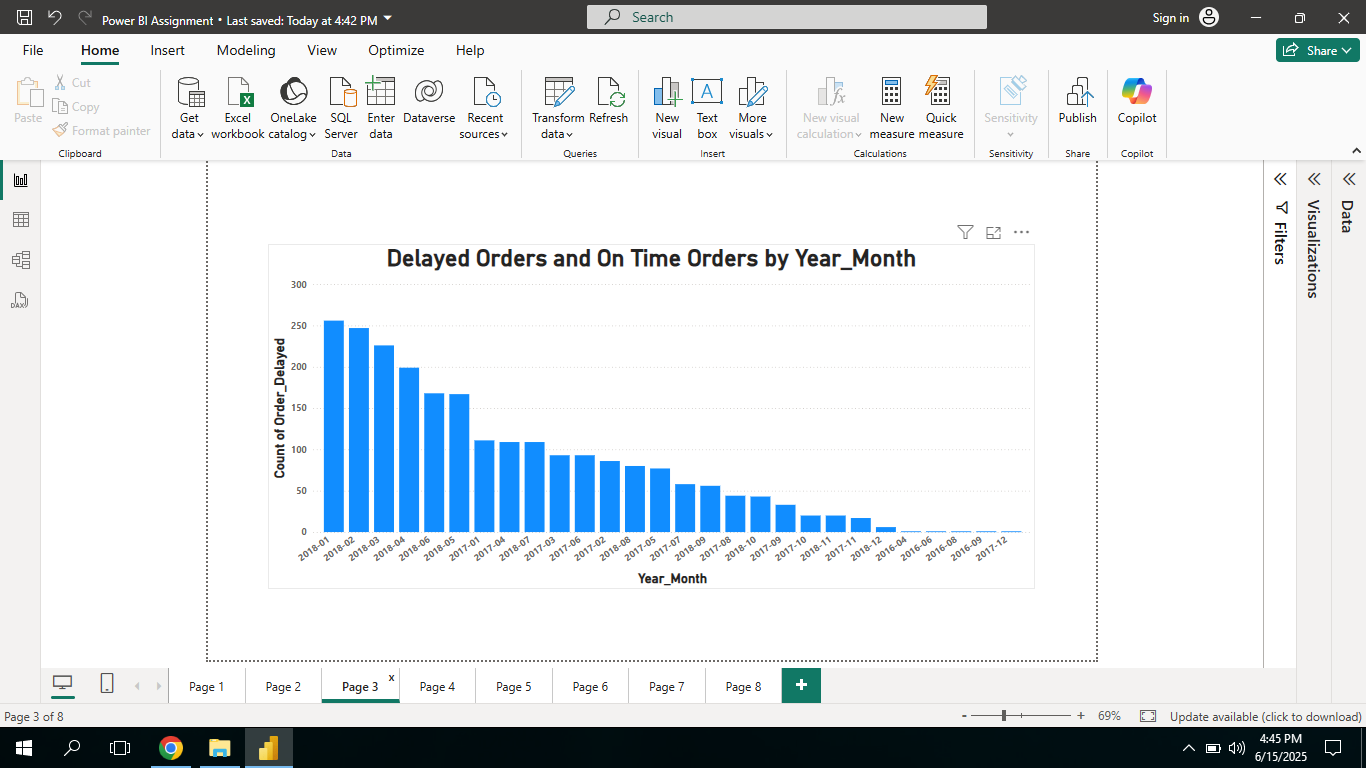 Power BI Assignment • Last saved: Today at 4:42 PM
Search
Sign in
File Home Insert Modeling View Optimize Help
Share
Paste
Cut
Copy
Format painter
Clipboard
Get data
Excel workbook
OneLake catalog
SQL Server
Enter data
Dataverse
Recent sources
Data
Transform data
Refresh
Queries
New visual
Text box
More visuals
Insert
New visual calculation
New measure
Quick measure
Calculations
Sensitivity
Sensitivity
Publish
Share
Copilot
Copilot
DAX
Filters
Visualizations
Data
Delayed Orders and On Time Orders by Year_Month
Count of Order_Delayed
300
250
200
150
100
50
0
2018-01 2018-02 2018-03 2018-04 2018-06 2018-05 2017-01 2017-04 2018-07 2017-03 2017-06 2017-02 2018-08 2017-05 2017-07 2018-09 2017-08 2018-10 2017-09 2017-10 2018-11 2017-11 2018-12 2016-04 2016-06 2016-08 2016-09 2017-12
Year_Month
Page 1 Page 2 Page 3 x Page 4 Page 5 Page 6 Page 7 Page 8 +
Page 3 of 8
- + 69%
Update available (click to download)
4:45 PM
6/15/2025